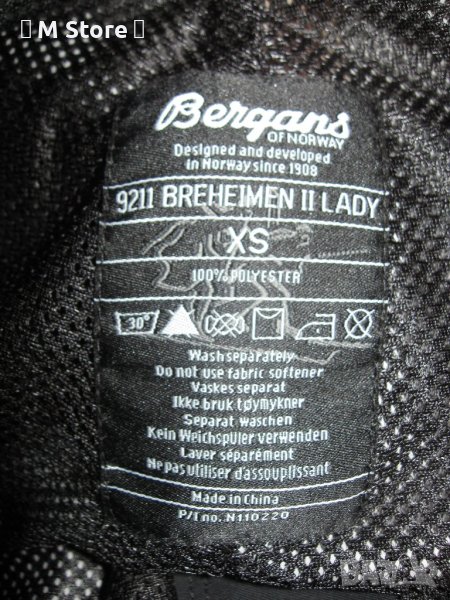 M Store
Bergans
OF NORWAY
Designed and developed
in Norway since 1908
9211 BREHEIMEN II LADY
XS
100% POLYESTER
30°
Wash separately
Do not use fabric softener
Vaskes separat
Ikke bruk tøymykner
Separat waschen
Kein Weichspüler verwenden
Laver séparément
Ne pas utiliser d'assouplissant
Made in China
P/I no. N110220